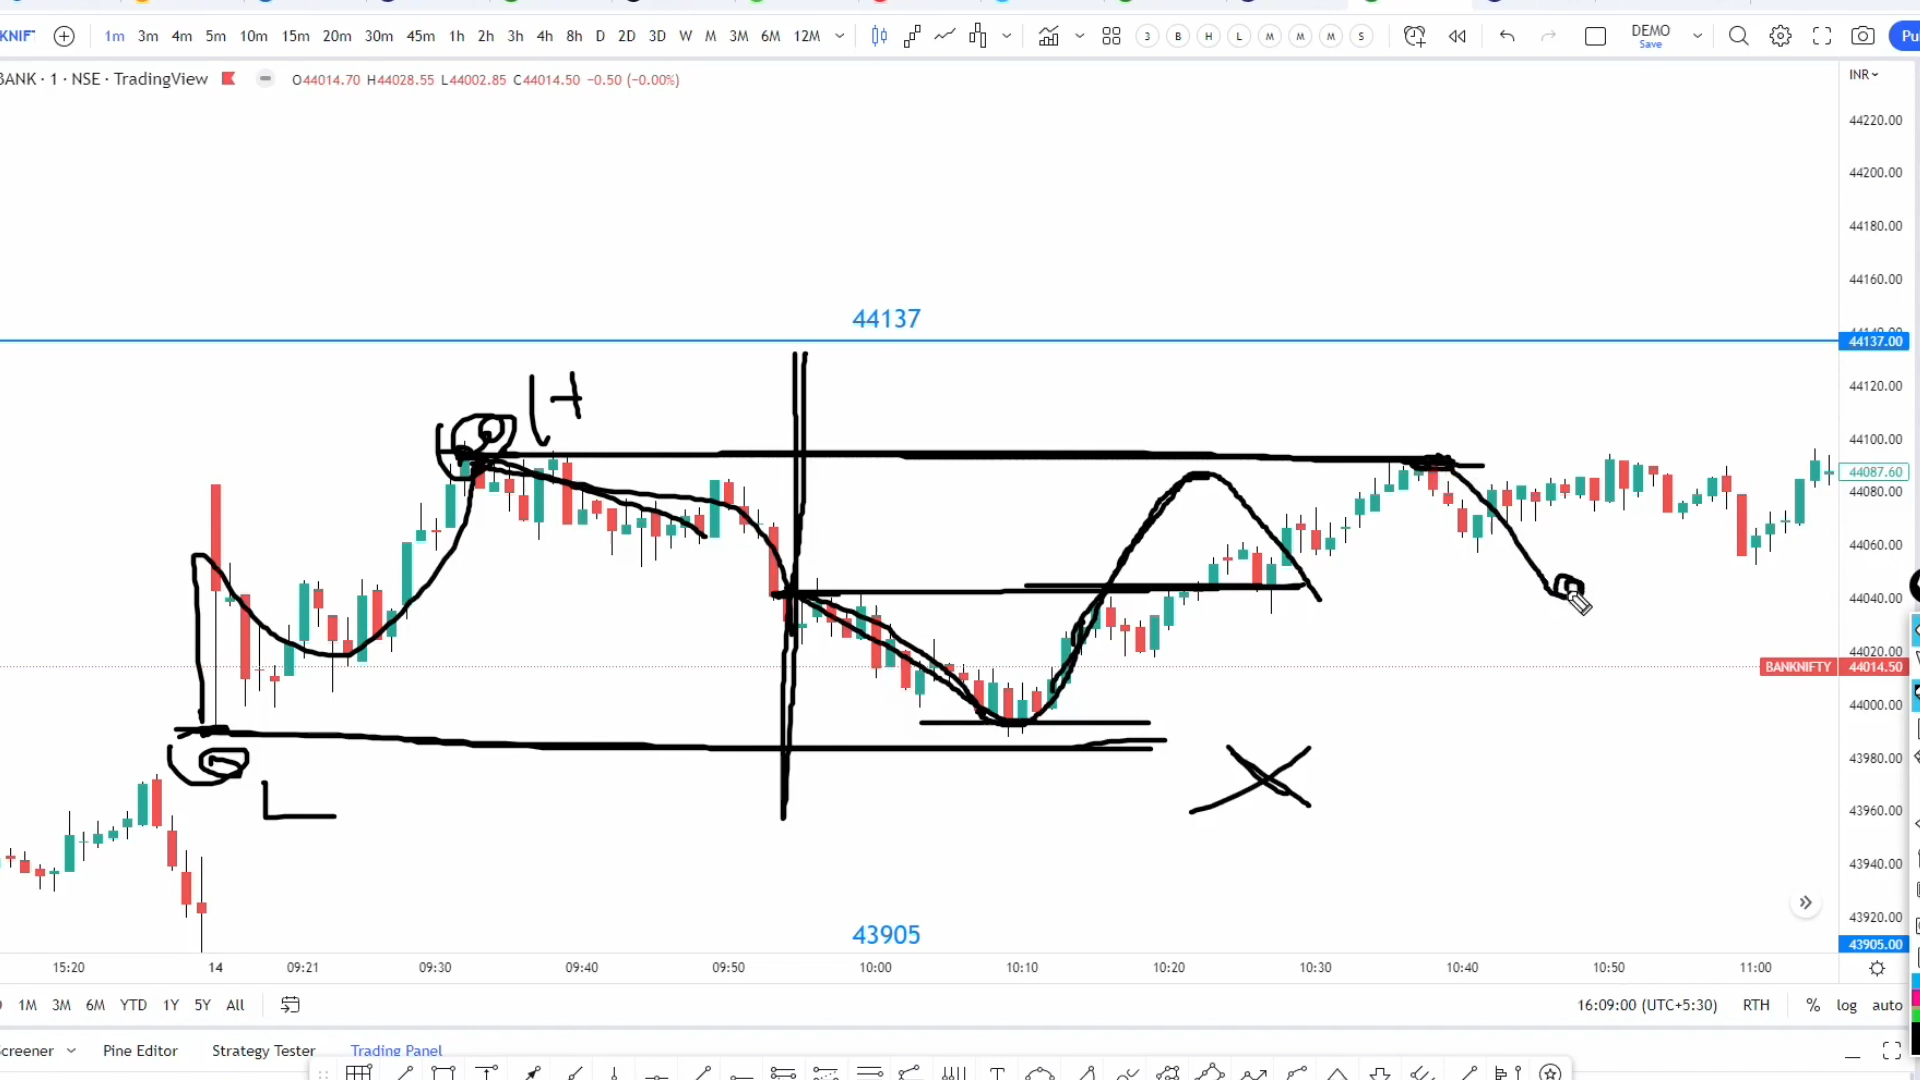 KNIF 1m 3m 4m 5m 10m 15m 20m 30m 45m 1h 2h 3h 4h 8h D 2D 3D W M 3M 6M 12M 3 B H L M M M S DEMO Pu
Save
BANK · 1 · NSE · TradingView O44014.70 H44028.55 L44002.85 C44014.50 −0.50 (−0.00%)
INR
44220.00
44200.00
44180.00
44160.00
44137
44140.00
44137.00
44120.00
H
44100.00
44087.60
44080.00
44060.00
44040.00
44020.00
BANKNIFTY 44014.50
44000.00
43980.00
L
43960.00
43940.00
43920.00
43905
43905.00
15:20 14 09:21 09:30 09:40 09:50 10:00 10:10 10:20 10:30 10:40 10:50 11:00
1M 3M 6M YTD 1Y 5Y All 16:09:00 (UTC+5:30) RTH % log auto
creener Pine Editor Strategy Tester Trading Panel